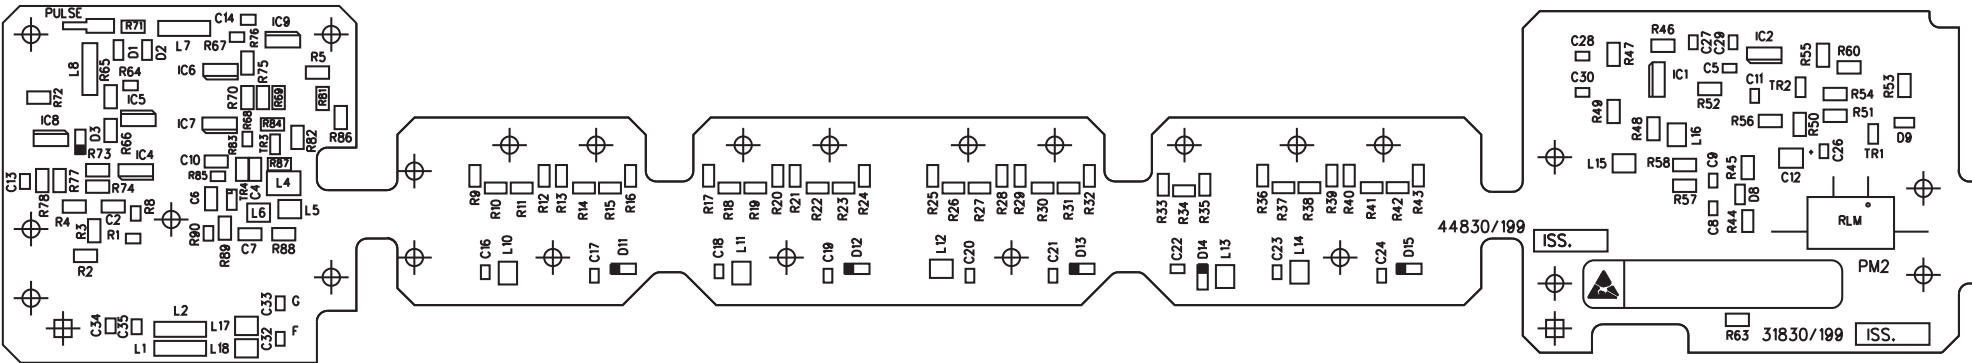 PULSE
R71
C14
IC9
L7
R67
R76
D1
D2
L8
R65
R64
IC6
R75
R5
R72
IC5
R70
R69
R81
IC8
D3
R66
IC7
R68
R84
R82
R86
R73
IC4
R83
TR3
C10
R87
R85
C13
R78
R77
R74
C6
TR4
C4
L4
R4
R3
C2
R8
R1
L6
L5
R90
R89
C7
R88
R2
C33
G
C34
C35
L2
L17
C32
F
L1
L18
R9
R10
R11
R12
R13
R14
R15
R16
C16
L10
C17
D11
R17
R18
R19
R20
R21
R22
R23
R24
C18
L11
C19
D12
R25
R26
R27
R28
R29
R30
R31
R32
L12
C20
C21
D13
R33
R34
R35
R36
R37
R38
R39
R40
R41
R42
R43
C22
D14
L13
C23
L14
C24
D15
44830/199
ISS.
C28
R47
R46
C27
C29
IC2
R55
R60
C30
IC1
C5
R52
C11
TR2
R54
R53
R49
R48
L16
R56
R50
R51
D9
L15
R58
C9
R45
C12
C26
TR1
R57
D8
C8
R44
RLM
PM2
R63
31830/199
ISS.